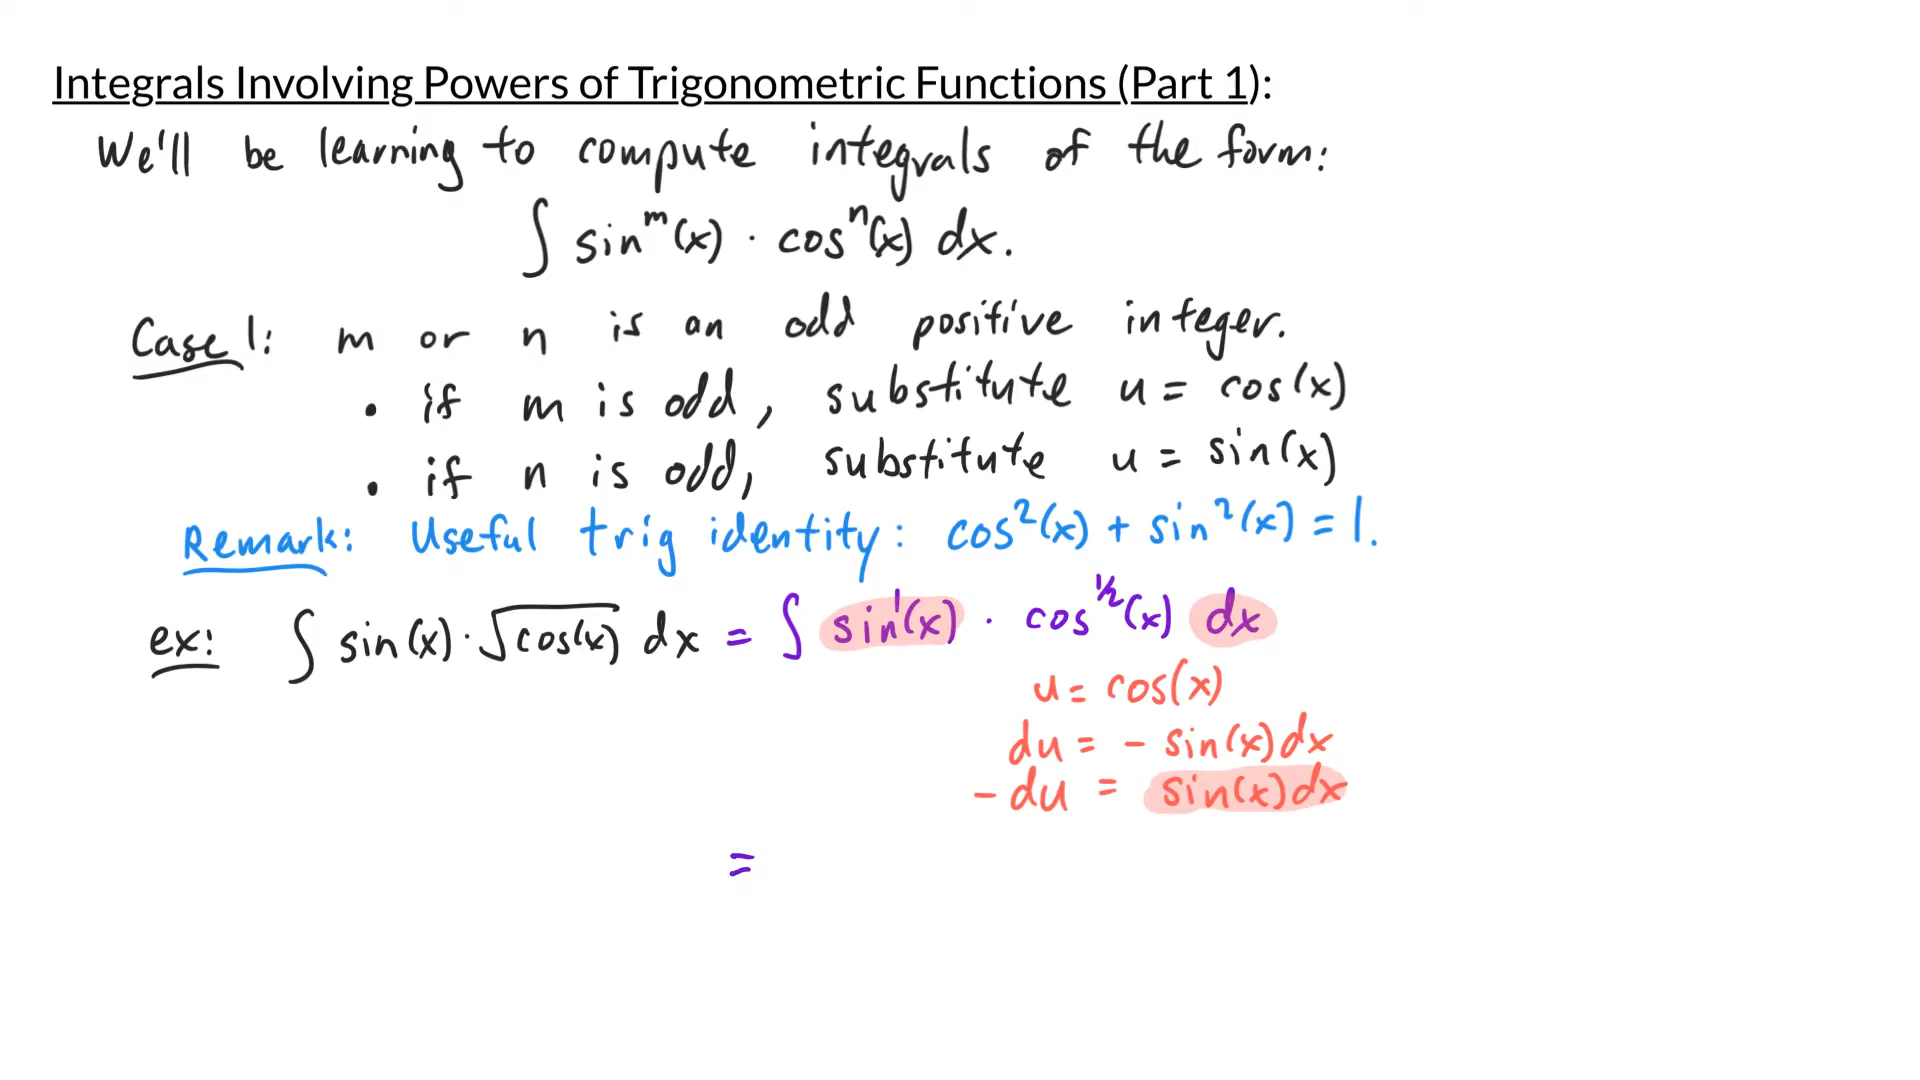 Integrals Involving Powers of Trigonometric Functions (Part 1):
We'll be learning to compute integrals of the form:
∫ sin^m(x) · cos^n(x) dx.
Case 1: m or n is an odd positive integer.
• if m is odd, substitute u = cos(x)
• if n is odd, substitute u = sin(x)
Remark: Useful trig identity: cos²(x) + sin²(x) = 1.
ex: ∫ sin(x) · √cos(x) dx = ∫ sin¹(x) · cos^1/2(x) dx
u = cos(x)
du = - sin(x) dx
- du = sin(x) dx
=